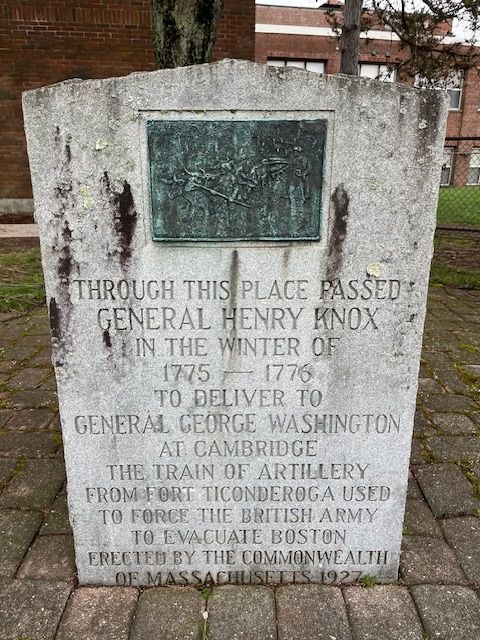 THROUGH THIS PLACE PASSED
GENERAL HENRY KNOX
IN THE WINTER OF
1775 — 1776
TO DELIVER TO
GENERAL GEORGE WASHINGTON
AT CAMBRIDGE
THE TRAIN OF ARTILLERY
FROM FORT TICONDEROGA USED
TO FORCE THE BRITISH ARMY
TO EVACUATE BOSTON
ERECTED BY THE COMMONWEALTH
OF MASSACHUSETTS 1927